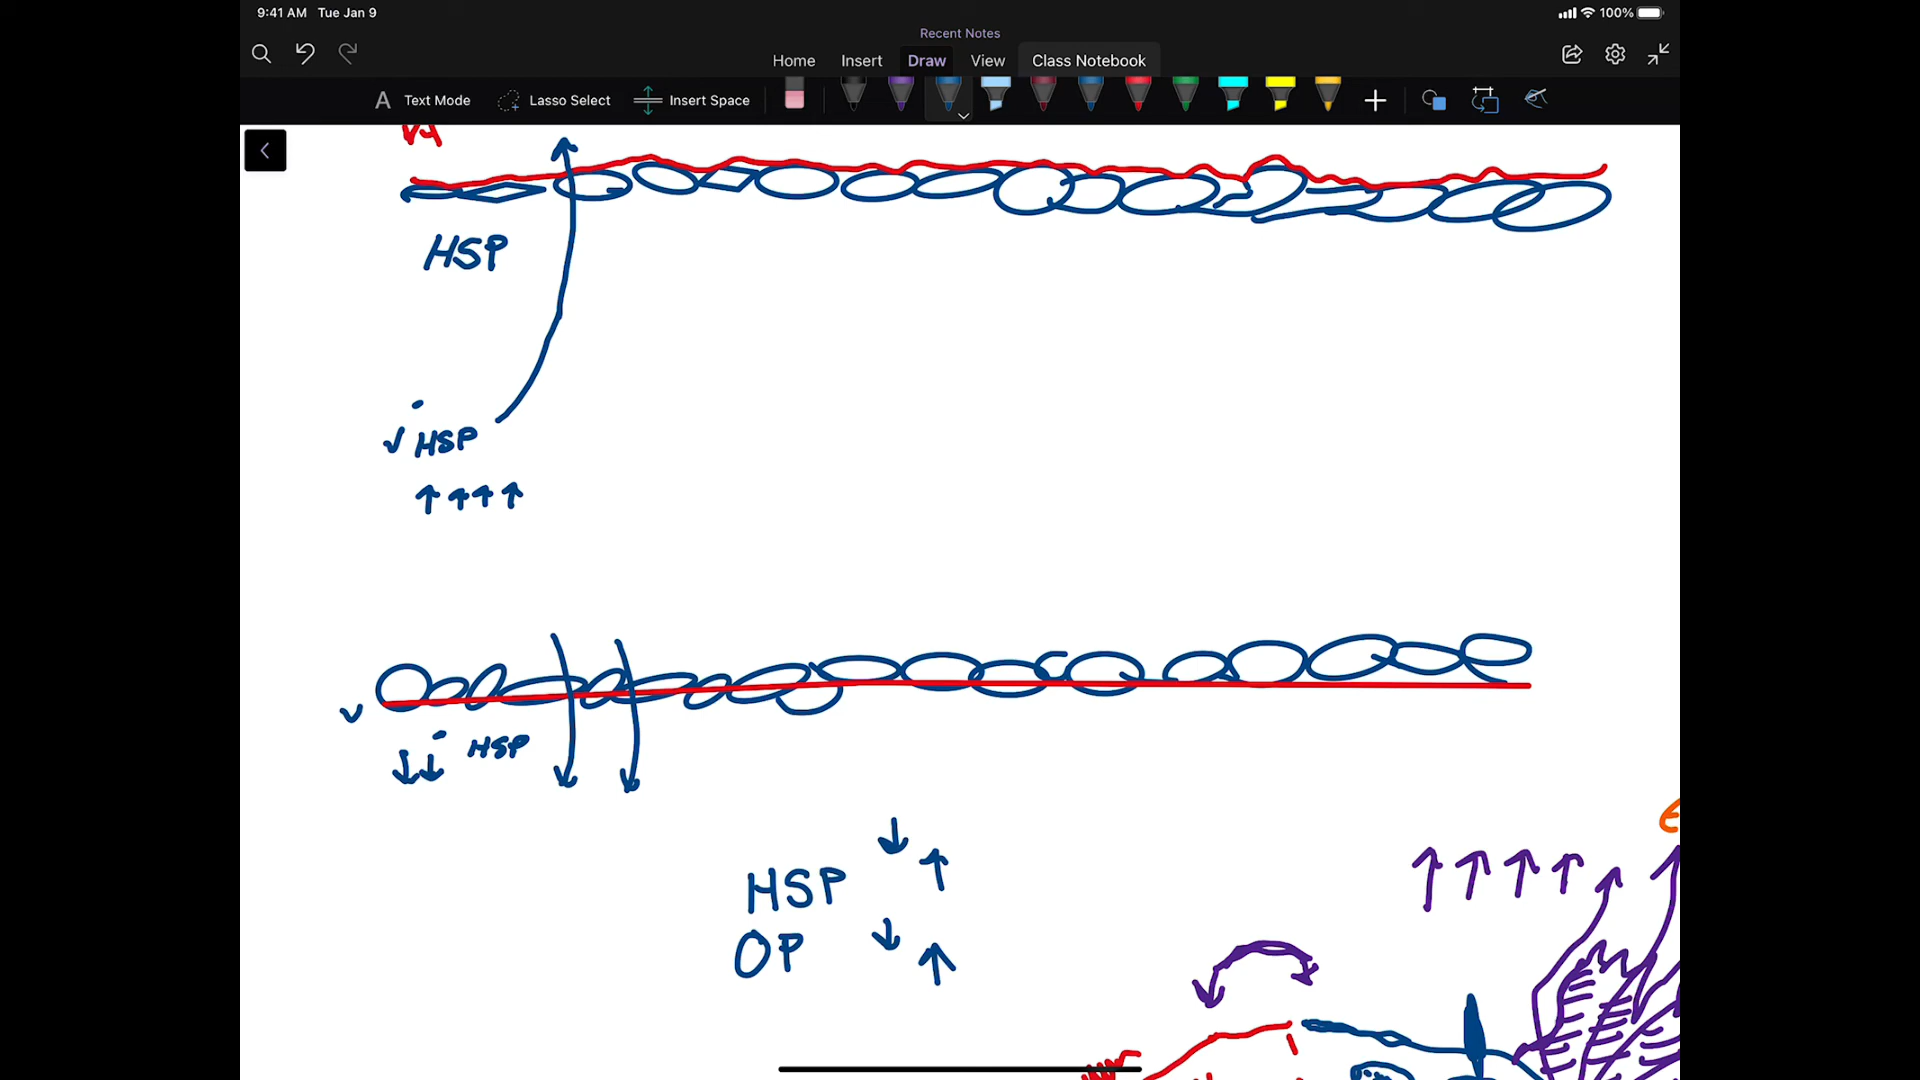 9:41 AM Tue Jan 9
100%
Recent Notes
Home Insert Draw View Class Notebook
A Text Mode Lasso Select Insert Space
HSP
HSP
HSP
HSP
OP